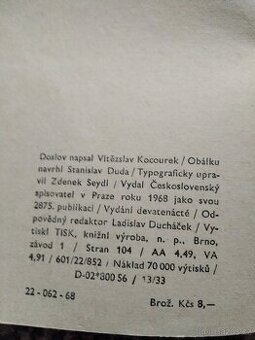 Doslov napsal Vítězslav Kocourek / Obálku
navrhl Stanislav Duda / Typograficky upra-
vil Zdenek Seydl / Vydal Československý
spisovatel v Praze roku 1968 jako svou
2875. publikaci / Vydání devatenácté / Od-
povědný redaktor Ladislav Ducháček / Vy-
tiskl TISK, knižní výroba, n. p., Brno,
závod 1 / Stran 104 / AA 4,49, VA
4,91 / 601/22/852 / Náklad 70 000 výtisků /
D-02*80056 / 13/33
22 - 062 - 68
Brož. Kčs 8,—